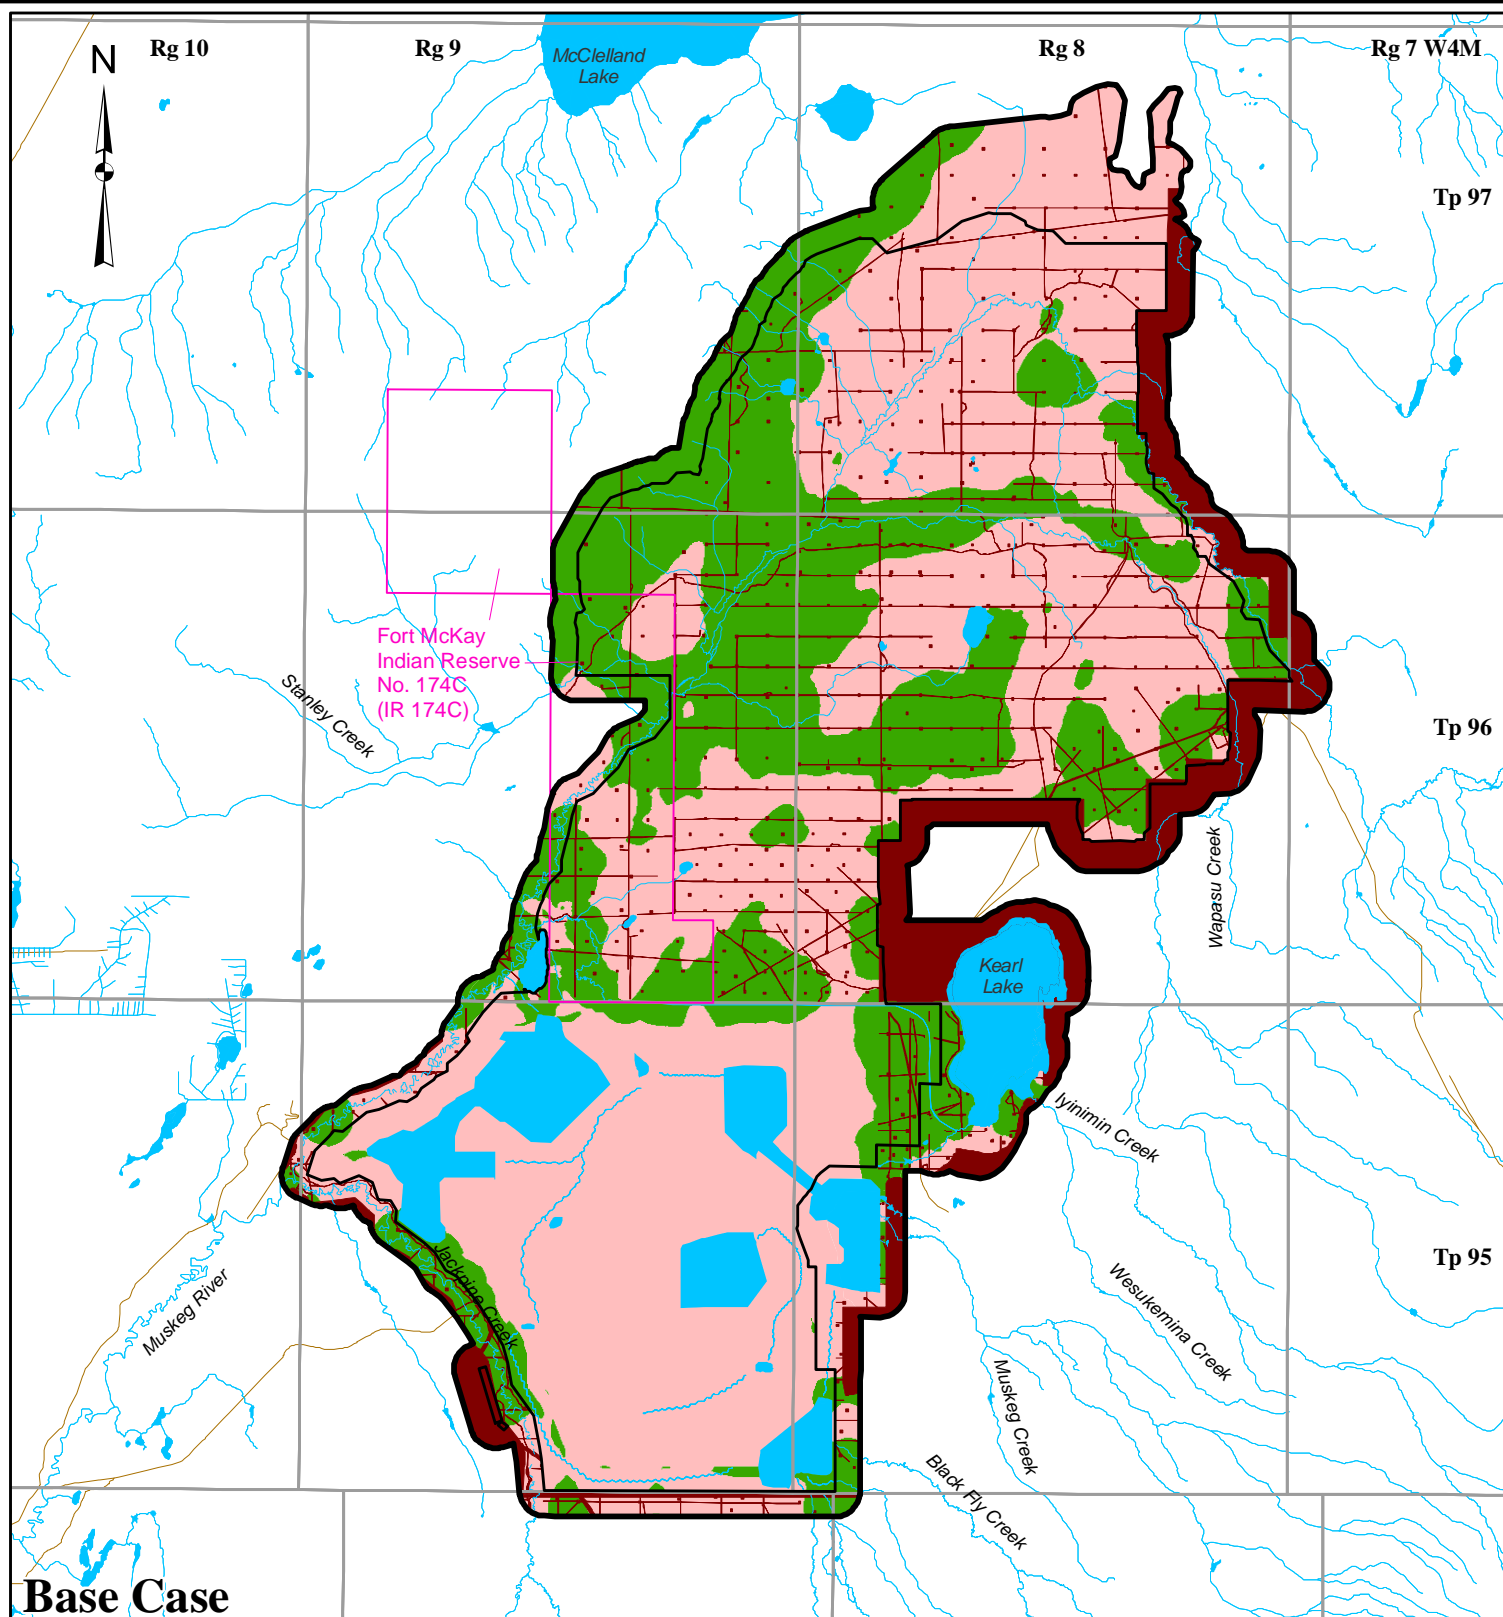 Rg 10
Rg 9
Rg 8
Rg 7 W4M
N
McClelland
Lake
Tp 97
Fort McKay
Indian Reserve
No. 174C
(IR 174C)
Stanley Creek
Tp 96
Wapasu Creek
Kearl
Lake
Iyinimin Creek
Muskeg River
Jackpine Creek
Tp 95
Wesukemina Creek
Muskeg Creek
Black Fly Creek
Base Case